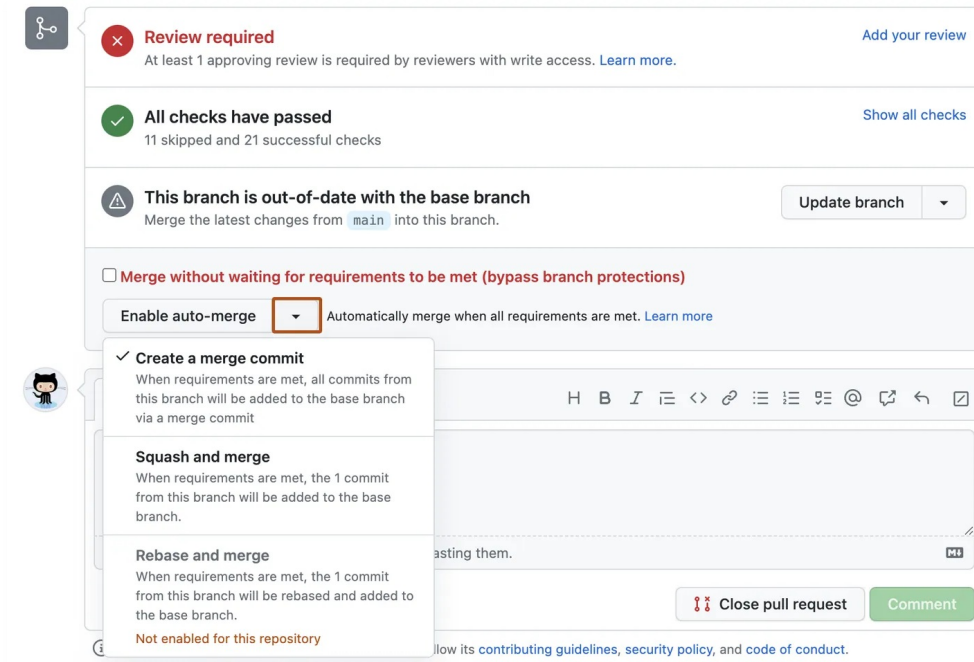 Review required
Add your review
At least 1 approving review is required by reviewers with write access. Learn more.
All checks have passed
Show all checks
11 skipped and 21 successful checks
This branch is out-of-date with the base branch
Merge the latest changes from main into this branch.
Update branch
Merge without waiting for requirements to be met (bypass branch protections)
Enable auto-merge
Automatically merge when all requirements are met. Learn more
Create a merge commit
When requirements are met, all commits from
this branch will be added to the base branch
via a merge commit
Squash and merge
When requirements are met, the 1 commit
from this branch will be added to the base
branch.
Rebase and merge
When requirements are met, the 1 commit
from this branch will be rebased and added to
the base branch.
Not enabled for this repository
asting them.
Close pull request
Comment
llow its contributing guidelines, security policy, and code of conduct.